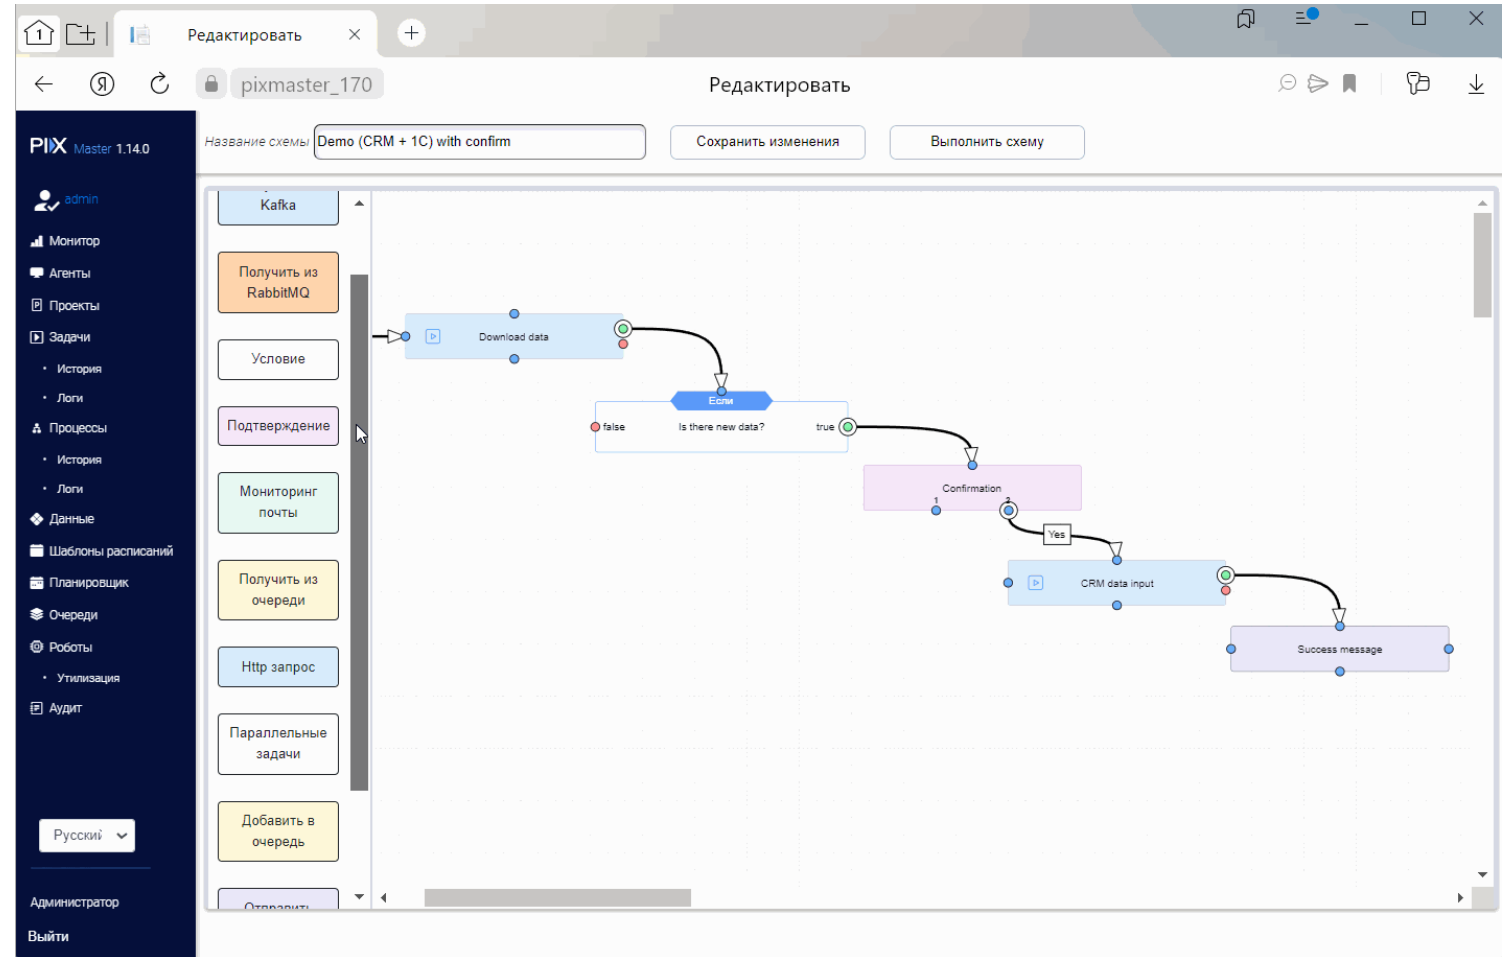 1
Редактировать
Я
pixmaster_170
Редактировать
PIX Master 1.14.0
Название схемы
Demo (CRM + 1C) with confirm
Сохранить изменения
Выполнить схему
admin
Монитор
Агенты
Проекты
Задачи
История
Логи
Процессы
История
Логи
Данные
Шаблоны расписаний
Планировщик
Очереди
Роботы
Утилизация
Аудит
Русский
Администратор
Выйти
Kafka
Получить из
RabbitMQ
Условие
Подтверждение
Мониторинг
почты
Получить из
очереди
Http запрос
Параллельные
задачи
Добавить в
очередь
Отправить
Download data
Если
false
Is there new data?
true
Confirmation
1
2
Yes
CRM data input
Success message